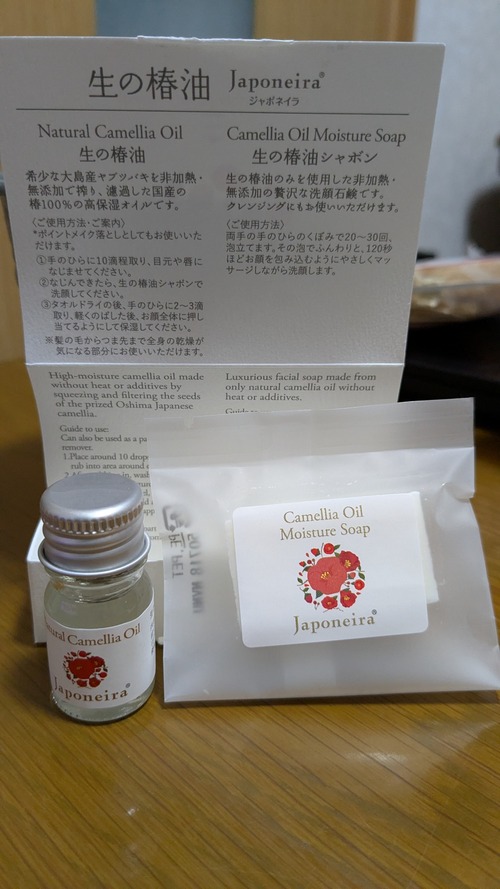 生の椿油 Japoneira®
ジャポネイラ
Natural Camellia Oil
生の椿油
希少な大島産ヤブツバキを非加熱・
無添加で搾り、濾過した国産の
椿100%の高保湿オイルです。
〈ご使用方法・ご案内〉
*ポイントメイク落としとしてもお使いいた
だけます。
①手のひらに10滴程取り、目元や唇に
なじませてください。
②なじんできたら、生の椿油シャボンで
洗顔してください。
③タオルドライの後、手のひらに2〜3滴
取り、軽くのばした後、お顔全体に押し
当てるようにして保湿してください。
※髪の毛からつま先まで全身の乾燥が
気になる部分にお使いいただけます。
Camellia Oil Moisture Soap
生の椿油シャボン
生の椿油のみを使用した非加熱・
無添加の贅沢な洗顔石鹸です。
クレンジングにもお使いいただけます。
〈ご使用方法〉
両手の手のひらのくぼみで20〜30回、
泡立てます。その泡でふんわりと、120秒
ほどお顔を包み込むようにやさしくマッ
サージしながら洗顔します。
High-moisture camellia oil made
without heat or additives by
squeezing and filtering the seeds
of the prized Oshima Japanese
camellia.
Guide to use:
Can also be used as a
remover.
1.Place around 10 drops
rub into area around
Luxurious facial soap made from
only natural camellia oil without
heat or additives.
Natural Camellia Oil
Japoneira®
Camellia Oil
Moisture Soap
Japoneira®